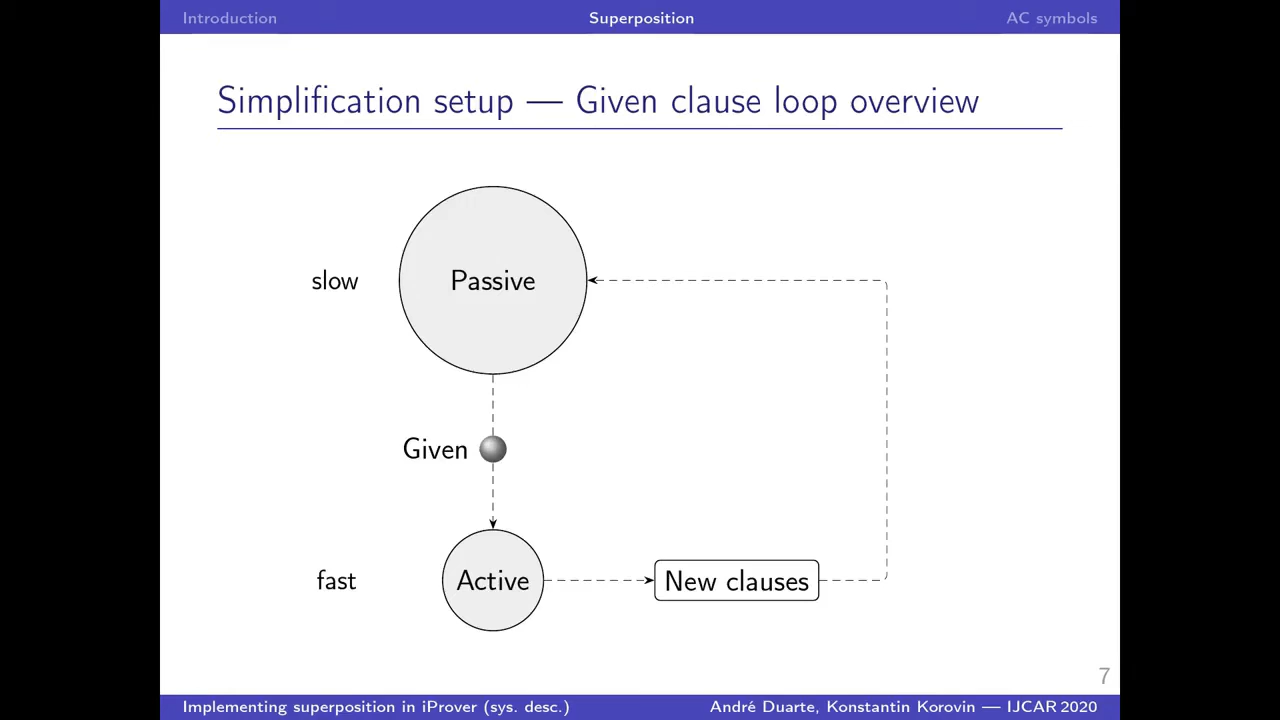 Introduction Superposition AC symbols
Simplification setup — Given clause loop overview
slow Passive
Given
fast Active New clauses
7
Implementing superposition in iProver (sys. desc.) André Duarte, Konstantin Korovin — IJCAR 2020